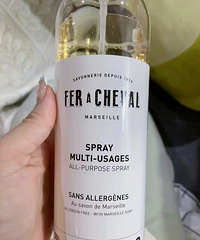 SAVONNERIE DEPUIS 1856
FER À CHEVAL
MARSEILLE
SPRAY
MULTI-USAGES
ALL-PURPOSE SPRAY
SANS ALLERGÈNES
Au savon de Marseille
ALLERGEN FREE - WITH MARSEILLE SOAP